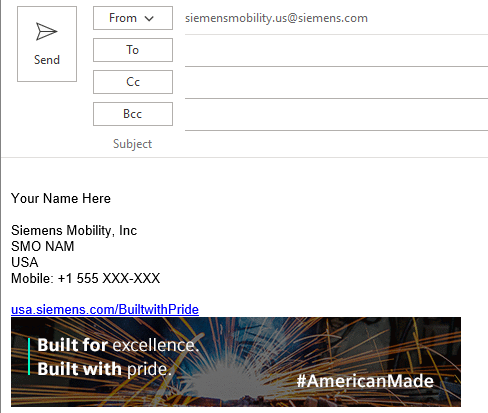 Send
From
siemensmobility.us@siemens.com
To
Cc
Bcc
Subject
Your Name Here
Siemens Mobility, Inc
SMO NAM
USA
Mobile: +1 555 XXX-XXX
usa.siemens.com/BuiltwithPride
Built for excellence.
Built with pride.
#AmericanMade